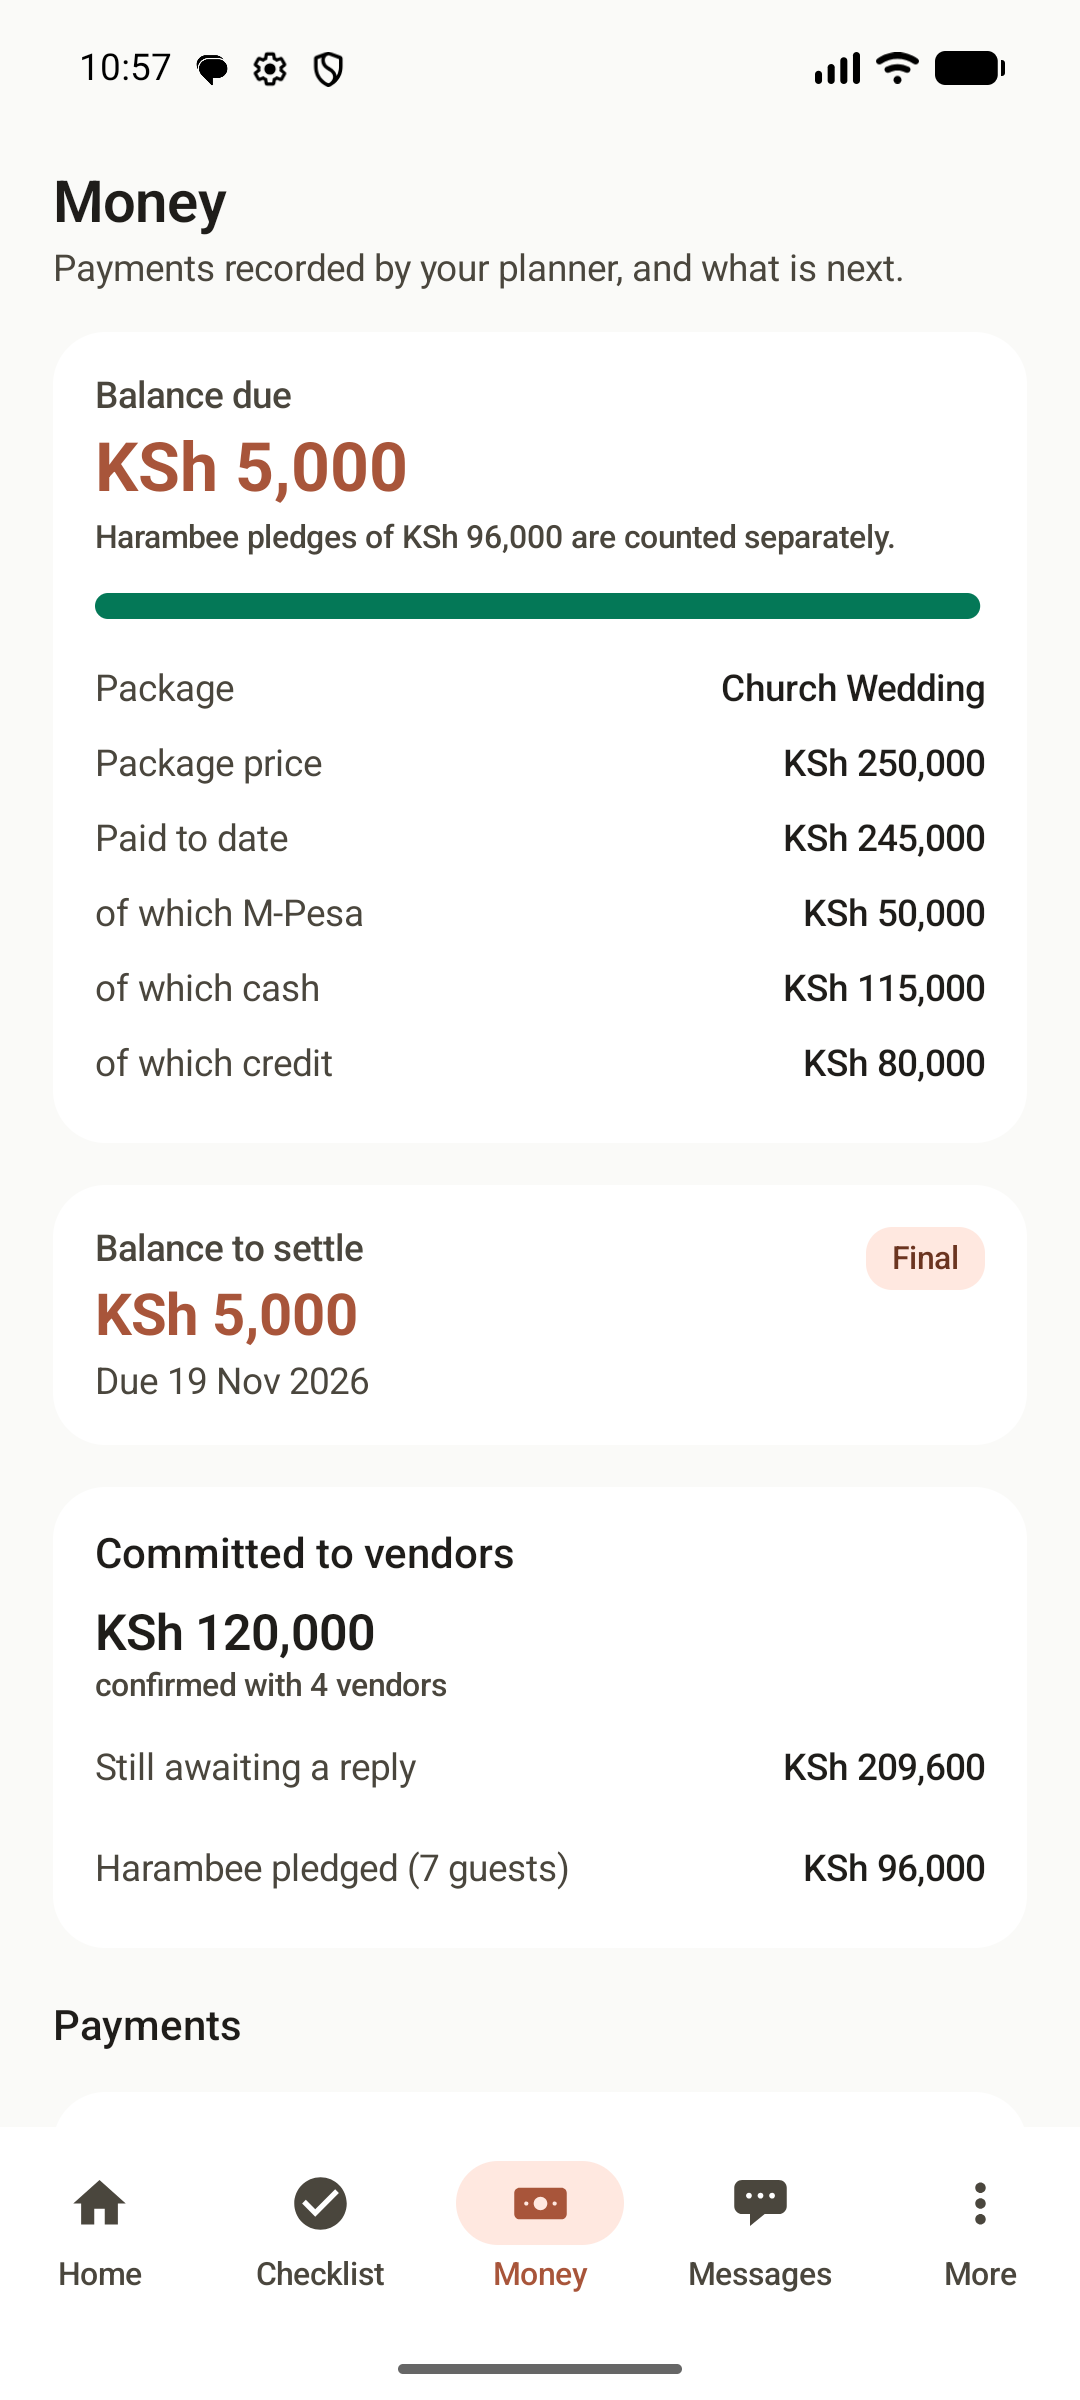 10:57
Money
Payments recorded by your planner, and what is next.
Balance due
KSh 5,000
Harambee pledges of KSh 96,000 are counted separately.
Package Church Wedding
Package price KSh 250,000
Paid to date KSh 245,000
of which M-Pesa KSh 50,000
of which cash KSh 115,000
of which credit KSh 80,000
Balance to settle Final
KSh 5,000
Due 19 Nov 2026
Committed to vendors
KSh 120,000
confirmed with 4 vendors
Still awaiting a reply KSh 209,600
Harambee pledged (7 guests) KSh 96,000
Payments
Home Checklist Money Messages More